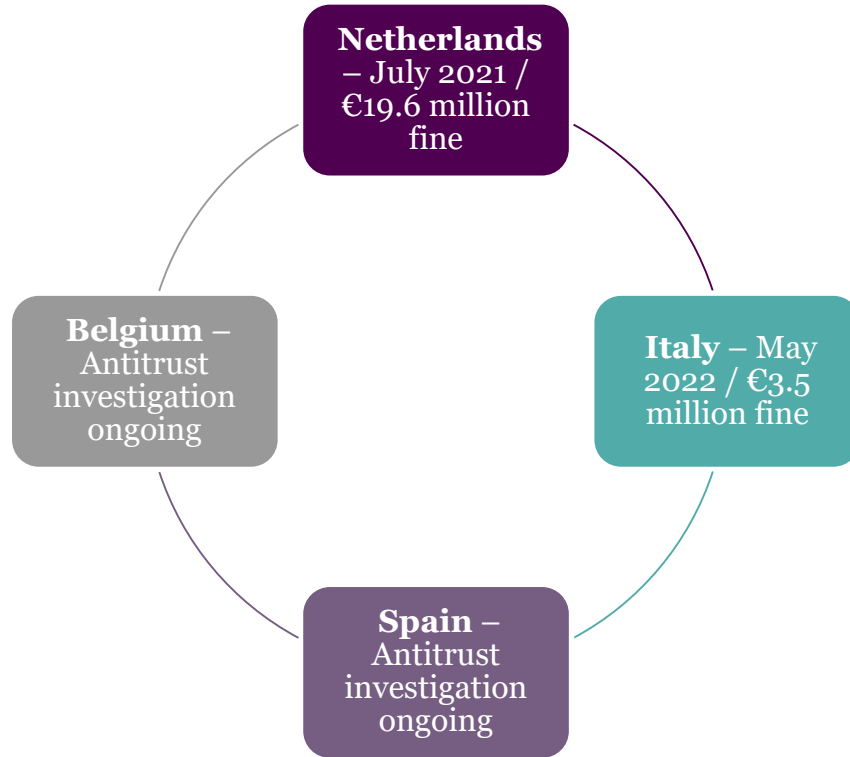 Netherlands
– July 2021 /
€19.6 million
fine
Italy – May
2022 / €3.5
million fine
Spain –
Antitrust
investigation
ongoing
Belgium –
Antitrust
investigation
ongoing